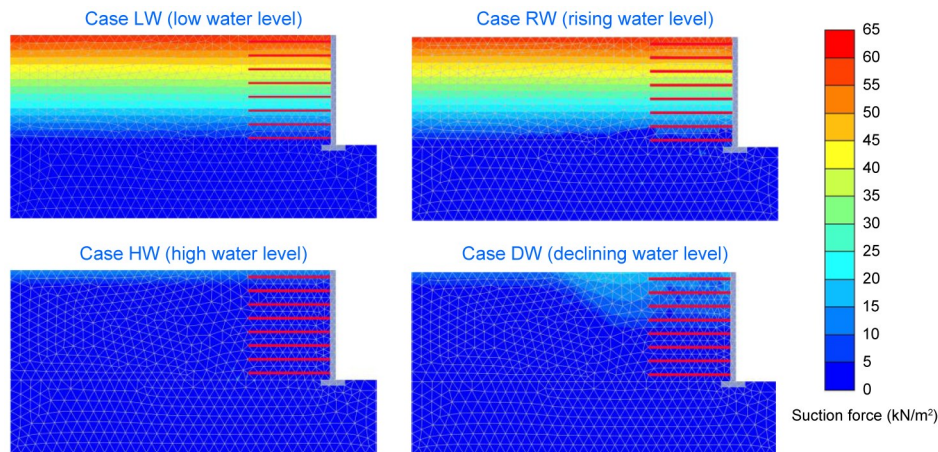 Case LW (low water level)
Case RW (rising water level)
Case HW (high water level)
Case DW (declining water level)
65
60
55
50
45
40
35
30
25
20
15
10
5
0
Suction force (kN/m²)